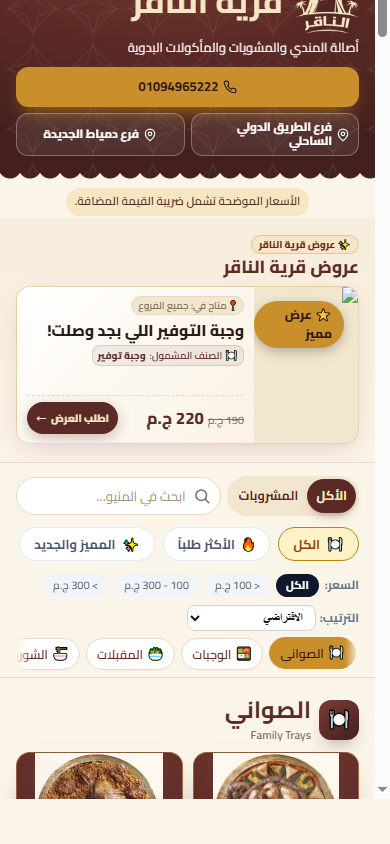 قرية الناقر
الناقر
أصالة المندي والمشويات والمأكولات البدوية
01094965222
فرع الطريق الدولي الساحلي
فرع دمياط الجديدة
الأسعار الموضحة تشمل ضريبة القيمة المضافة.
عروض قرية الناقر
عروض قرية الناقر
عرض مميز
متاح في: جميع الفروع
وجبة التوفير اللي بجد وصلت!
الصنف المشمول: وجبة توفير
190 ج.م 220 ج.م
اطلب العرض ←
الأكل
المشروبات
ابحث في المنيو...
الكل
الأكثر طلباً
المميز والجديد
السعر: الكل < 100 ج.م 100 - 300 ج.م > 300 ج.م
الترتيب: الافتراضي
الصواني
الوجبات
المقبلات
الشور
الصواني
Family Trays